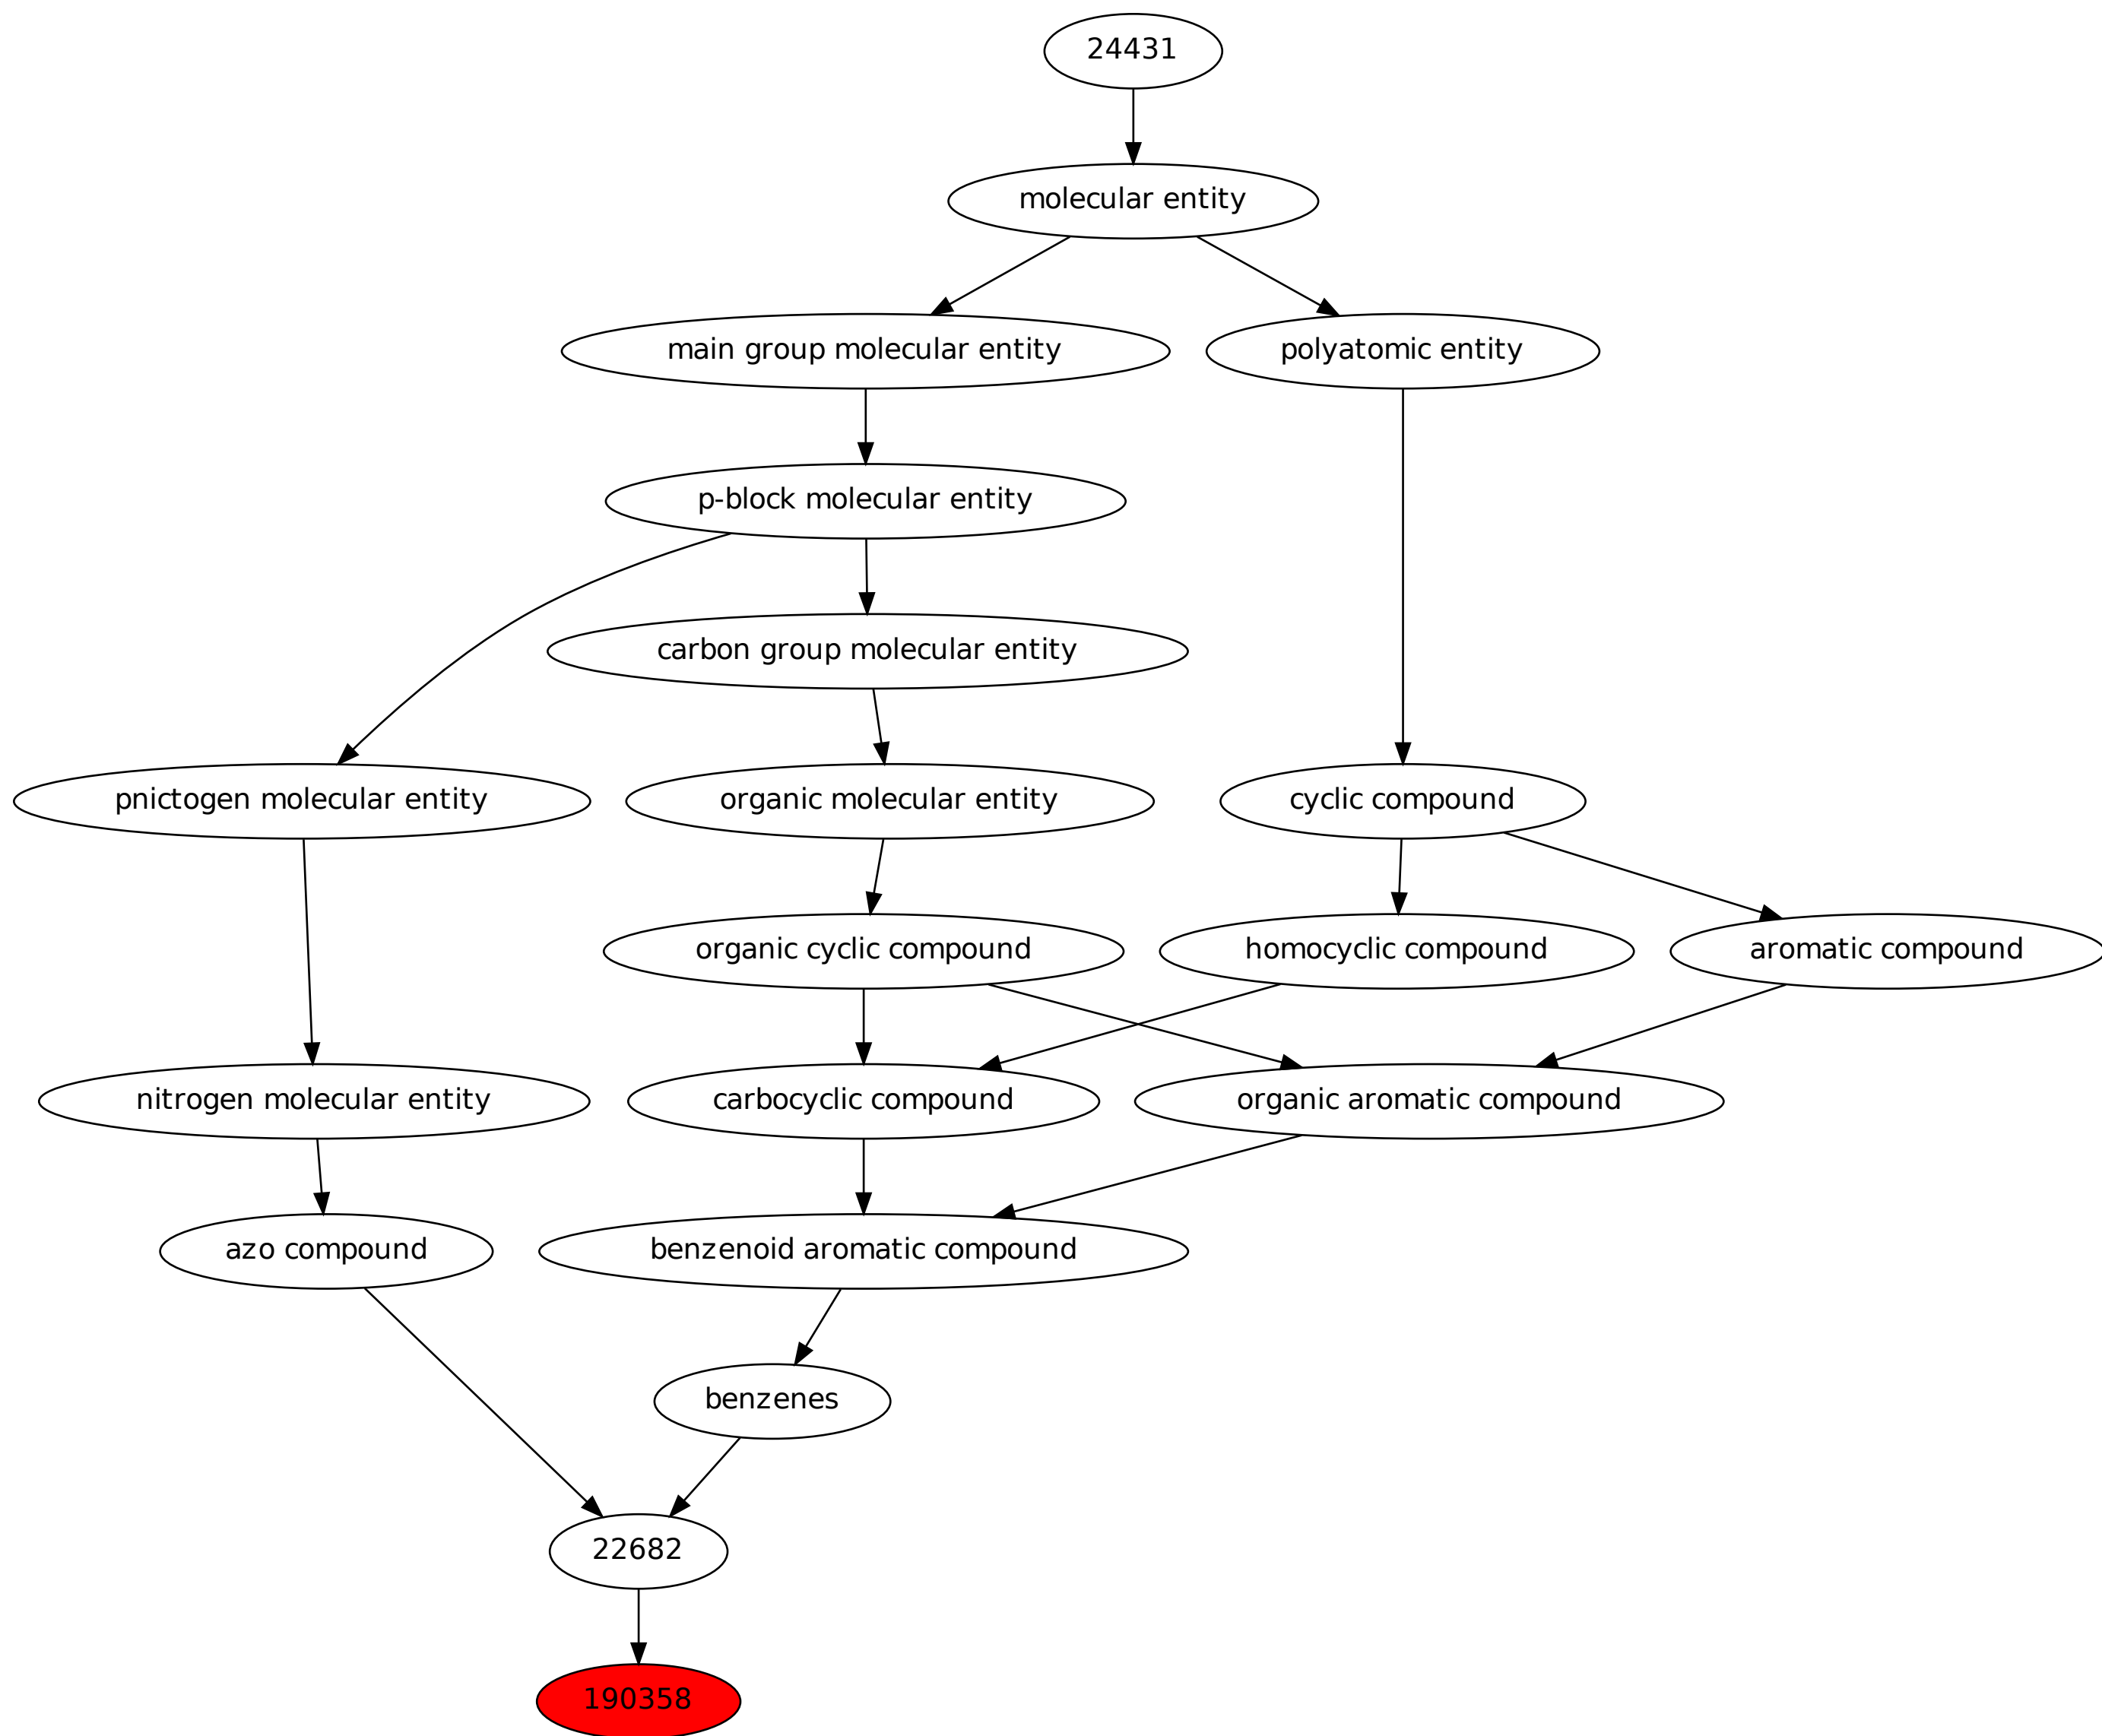 24431
molecular entity
main group molecular entity
polyatomic entity
p-block molecular entity
carbon group molecular entity
pnictogen molecular entity
organic molecular entity
cyclic compound
organic cyclic compound
homocyclic compound
aromatic compound
nitrogen molecular entity
carbocyclic compound
organic aromatic compound
azo compound
benzenoid aromatic compound
benzenes
22682
190358